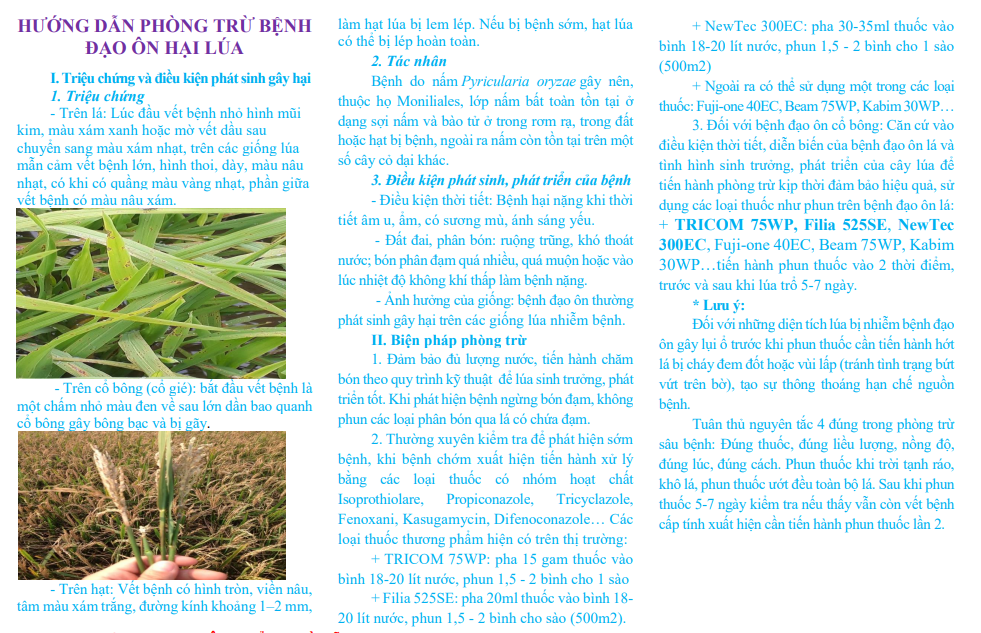 HƯỚNG DẪN PHÒNG TRỪ BỆNH
ĐẠO ÔN HẠI LÚA
I. Triệu chứng và điều kiện phát sinh gây hại
1. Triệu chứng
- Trên lá: Lúc đầu vết bệnh nhỏ hình mũi
kim, màu xám xanh hoặc mờ vết dầu sau
chuyển sang màu xám nhạt, trên các giống lúa
mẫn cảm vết bệnh lớn, hình thoi, dày, màu nâu
nhạt, có khi có quầng màu vàng nhạt, phần giữa
vết bệnh có màu nâu xám.
- Trên cổ bông (cổ gié): bắt đầu vết bệnh là
một chấm nhỏ màu đen về sau lớn dần bao quanh
cổ bông gây bông bạc và bị gãy.
- Trên hạt: Vết bệnh có hình tròn, viền nâu,
tâm màu xám trắng, đường kính khoảng 1–2 mm,
làm hạt lúa bị lem lép. Nếu bị bệnh sớm, hạt lúa
có thể bị lép hoàn toàn.
2. Tác nhân
Bệnh do nấm Pyricularia oryzae gây nên,
thuộc họ Moniliales, lớp nấm bất toàn tồn tại ở
dạng sợi nấm và bào tử ở trong rơm rạ, trong đất
hoặc hạt bị bệnh, ngoài ra nấm còn tồn tại trên một
số cây cỏ dại khác.
3. Điều kiện phát sinh, phát triển của bệnh
- Điều kiện thời tiết: Bệnh hại nặng khi thời
tiết âm u, ẩm, có sương mù, ánh sáng yếu.
- Đất đai, phân bón: ruộng trũng, khó thoát
nước; bón phân đạm quá nhiều, quá muộn hoặc vào
lúc nhiệt độ không khí thấp làm bệnh nặng.
- Ảnh hưởng của giống: bệnh đạo ôn thường
phát sinh gây hại trên các giống lúa nhiễm bệnh.
II. Biện pháp phòng trừ
1. Đảm bảo đủ lượng nước, tiến hành chăm
bón theo quy trình kỹ thuật để lúa sinh trưởng, phát
triển tốt. Khi phát hiện bệnh ngừng bón đạm, không
phun các loại phân bón qua lá có chứa đạm.
2. Thường xuyên kiểm tra để phát hiện sớm
bệnh, khi bệnh chớm xuất hiện tiến hành xử lý
bằng các loại thuốc có nhóm hoạt chất
Isoprothiolare, Propiconazole, Tricyclazole,
Fenoxani, Kasugamycin, Difenoconazole… Các
loại thuốc thương phẩm hiện có trên thị trường:
+ TRICOM 75WP: pha 15 gam thuốc vào
bình 18-20 lít nước, phun 1,5 - 2 bình cho 1 sào
+ Filia 525SE: pha 20ml thuốc vào bình 18-
20 lít nước, phun 1,5 - 2 bình cho sào (500m2).
+ NewTec 300EC: pha 30-35ml thuốc vào
bình 18-20 lít nước, phun 1,5 - 2 bình cho 1 sào
(500m2)
+ Ngoài ra có thể sử dụng một trong các loại
thuốc: Fuji-one 40EC, Beam 75WP, Kabim 30WP…
3. Đối với bệnh đạo ôn cổ bông: Căn cứ vào
điều kiện thời tiết, diễn biến của bệnh đạo ôn lá và
tình hình sinh trưởng, phát triển của cây lúa để
tiến hành phòng trừ kịp thời đảm bảo hiệu quả, sử
dụng các loại thuốc như phun trên bệnh đạo ôn lá:
+ TRICOM 75WP, Filia 525SE, NewTec
300EC, Fuji-one 40EC, Beam 75WP, Kabim
30WP…tiến hành phun thuốc vào 2 thời điểm,
trước và sau khi lúa trổ 5-7 ngày.
* Lưu ý:
Đối với những diện tích lúa bị nhiễm bệnh đạo
ôn gây lụi ổ trước khi phun thuốc cần tiến hành hớt
lá bị cháy đem đốt hoặc vùi lấp (tránh tình trạng bứt
vứt trên bờ), tạo sự thông thoáng hạn chế nguồn
bệnh.
Tuân thủ nguyên tắc 4 đúng trong phòng trừ
sâu bệnh: Đúng thuốc, đúng liều lượng, nồng độ,
đúng lúc, đúng cách. Phun thuốc khi trời tạnh ráo,
khô lá, phun thuốc ướt đều toàn bộ lá. Sau khi phun
thuốc 5-7 ngày kiểm tra nếu thấy vẫn còn vết bệnh
cấp tính xuất hiện cần tiến hành phun thuốc lần 2.